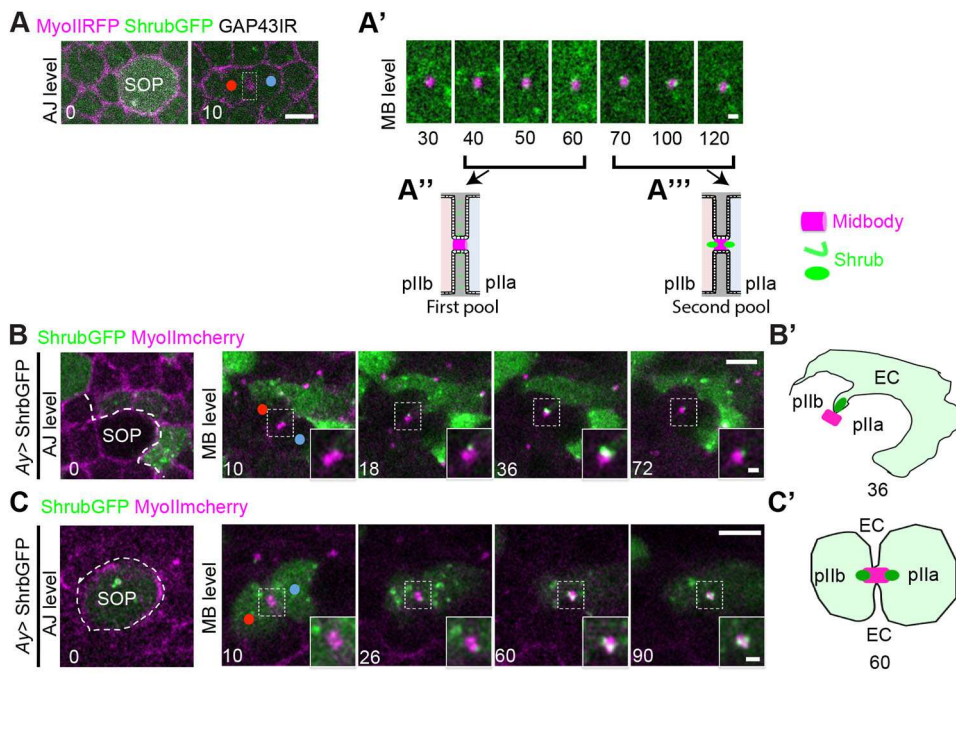 A MyoIIRFP ShrubGFP GAP43IR
AJ level
SOP
0
10
A’
MB level
30 40 50 60 70 100 120
A’’
pIIb pIIa
First pool
A’’’
pIIb pIIa
Second pool
Midbody
Shrub
B ShrubGFP MyoIImcherry
Ay> ShrbGFP
AJ level
SOP
0
MB level
10
18
36
72
B’
EC
pIIb
pIIa
36
C ShrubGFP MyoIImcherry
Ay> ShrbGFP
AJ level
SOP
0
MB level
10
26
60
90
C’
EC
pIIb pIIa
EC
60